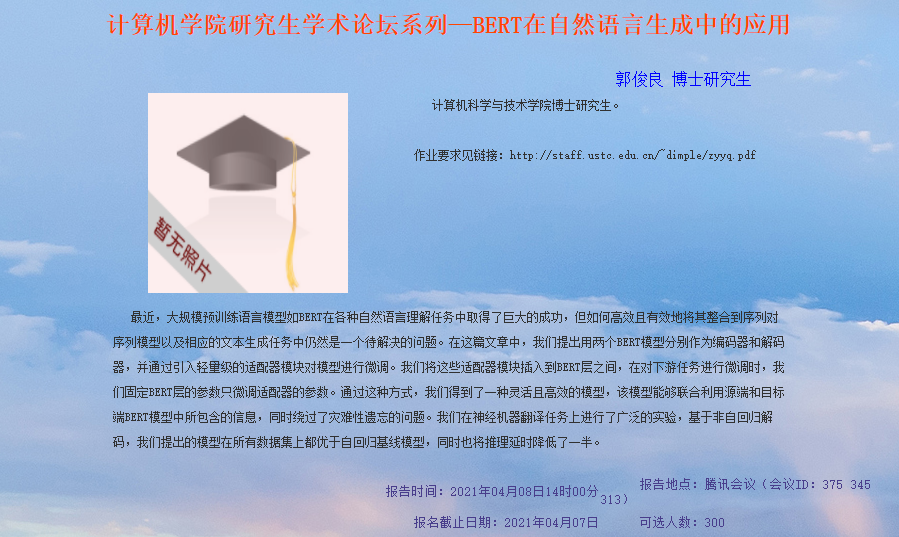 计算机学院研究生学术论坛系列—BERT在自然语言生成中的应用
郭俊良 博士研究生
计算机科学与技术学院博士研究生。
作业要求见链接：http://staff.ustc.edu.cn/~dimple/zyyq.pdf
暂无照片
最近，大规模预训练语言模型如BERT在各种自然语言理解任务中取得了巨大的成功，但如何高效且有效地将其整合到序列对
序列模型以及相应的文本生成任务中仍然是一个待解决的问题。在这篇文章中，我们提出用两个BERT模型分别作为编码器和解码
器，并通过引入轻量级的适配器模块对模型进行微调。我们将这些适配器模块插入到BERT层之间，在对下游任务进行微调时，我
们固定BERT层的参数只微调适配器的参数。通过这种方式，我们得到了一种灵活且高效的模型，该模型能够联合利用源端和目标
端BERT模型中所包含的信息，同时绕过了灾难性遗忘的问题。我们在神经机器翻译任务上进行了广泛的实验，基于非自回归解
码，我们提出的模型在所有数据集上都优于自回归基线模型，同时也将推理延时降低了一半。
报告时间：2021年04月08日14时00分
报告地点：腾讯会议（会议ID：375 345
313）
报名截止日期：2021年04月07日
可选人数：300